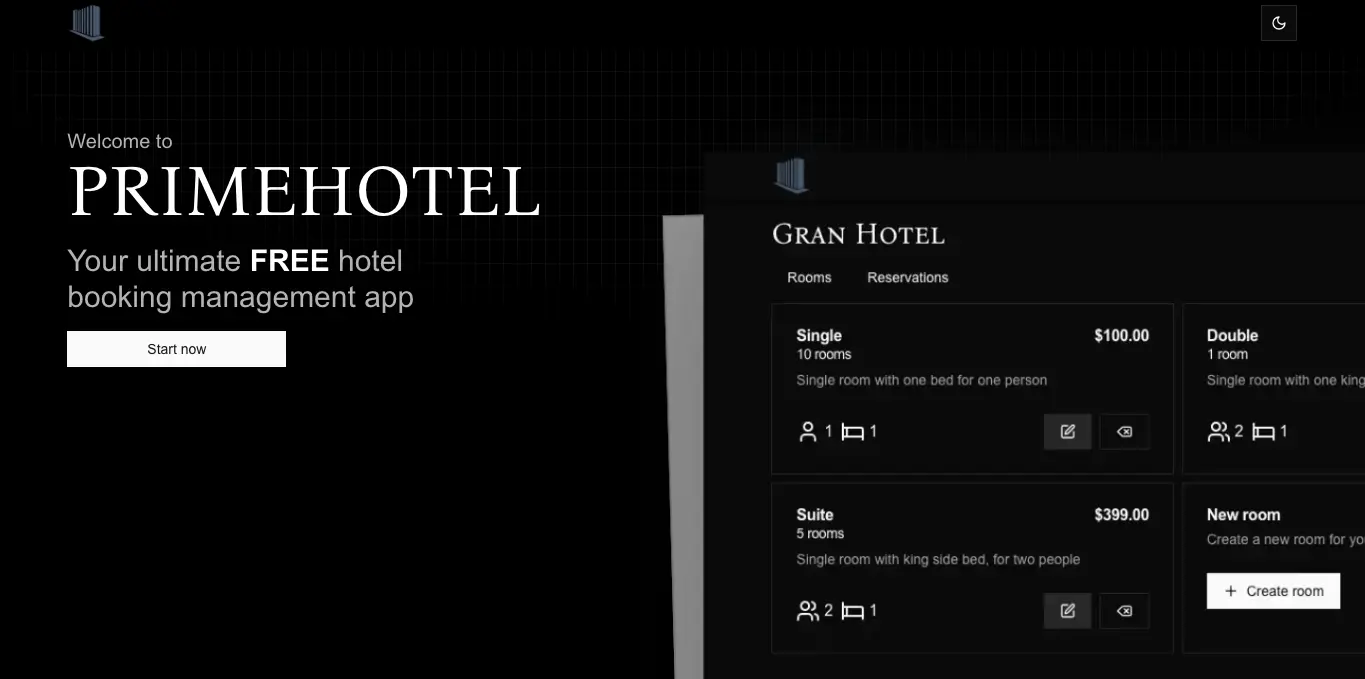 Welcome to
PRIMEHOTEL
Your ultimate FREE hotel
booking management app
Start now
GRAN HOTEL
Rooms Reservations
Single $100.00
10 rooms
Single room with one bed for one person
1 1
Double
1 room
Single room with one king
2 1
Suite $399.00
5 rooms
Single room with king side bed, for two people
2 1
New room
Create a new room for yo
+ Create room